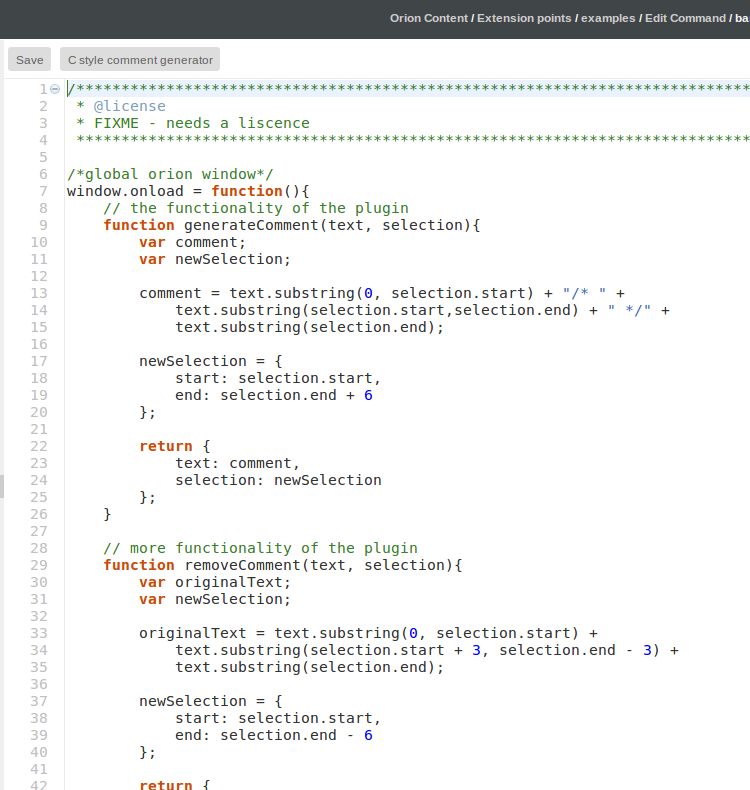 Orion Content / Extension points / examples / Edit Command / ba
Save C style comment generator
1 /***************************************************************************
2  * @license
3  * FIXME - needs a liscence
4  ***************************************************************************
5
6 /*global orion window*/
7 window.onload = function(){
8     // the functionality of the plugin
9     function generateComment(text, selection){
10         var comment;
11         var newSelection;
12
13         comment = text.substring(0, selection.start) + "/* " +
14             text.substring(selection.start,selection.end) + " */" +
15             text.substring(selection.end);
16
17         newSelection = {
18             start: selection.start,
19             end: selection.end + 6
20         };
21
22         return {
23             text: comment,
24             selection: newSelection
25         };
26     }
27
28     // more functionality of the plugin
29     function removeComment(text, selection){
30         var originalText;
31         var newSelection;
32
33         originalText = text.substring(0, selection.start) +
34             text.substring(selection.start + 3, selection.end - 3) +
35             text.substring(selection.end);
36
37         newSelection = {
38             start: selection.start,
39             end: selection.end - 6
40         };
41
42         return {